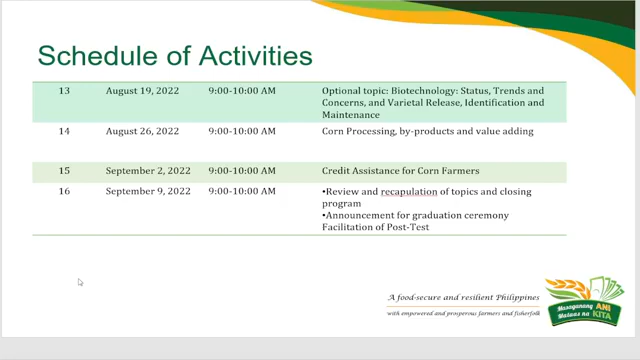 Schedule of Activities
13 August 19, 2022 9:00-10:00 AM Optional topic: Biotechnology: Status, Trends and
Concerns, and Varietal Release, Identification and
Maintenance
14 August 26, 2022 9:00-10:00 AM Corn Processing, by-products and value adding
15 September 2, 2022 9:00-10:00 AM Credit Assistance for Corn Farmers
16 September 9, 2022 9:00-10:00 AM •Review and recapulation of topics and closing
program
•Announcement for graduation ceremony
Facilitation of Post-Test
A food-secure and resilient Philippines
with empowered and prosperous farmers and fisherfolk
Masaganang ANI
Mataas na KITA